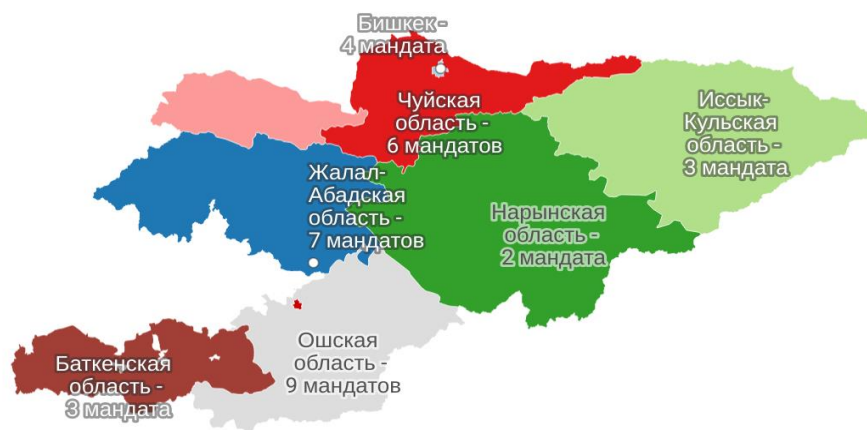 Бишкек -
4 мандата
Чуйская
область -
6 мандатов
Иссык-
Кульская
область -
3 мандата
Жалал-
Абадская
область -
7 мандатов
Нарынская
область -
2 мандата
Ошская
область -
9 мандатов
Баткенская
область -
3 мандата